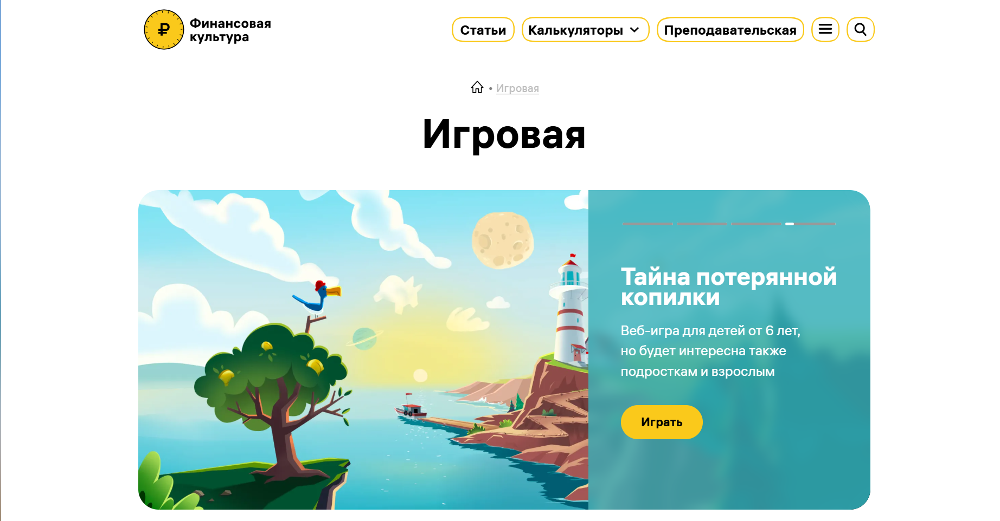 Финансовая
культура
Статьи
Калькуляторы
Преподавательская
• Игровая
Игровая
Тайна потерянной
копилки
Веб-игра для детей от 6 лет,
но будет интересна также
подросткам и взрослым
Играть